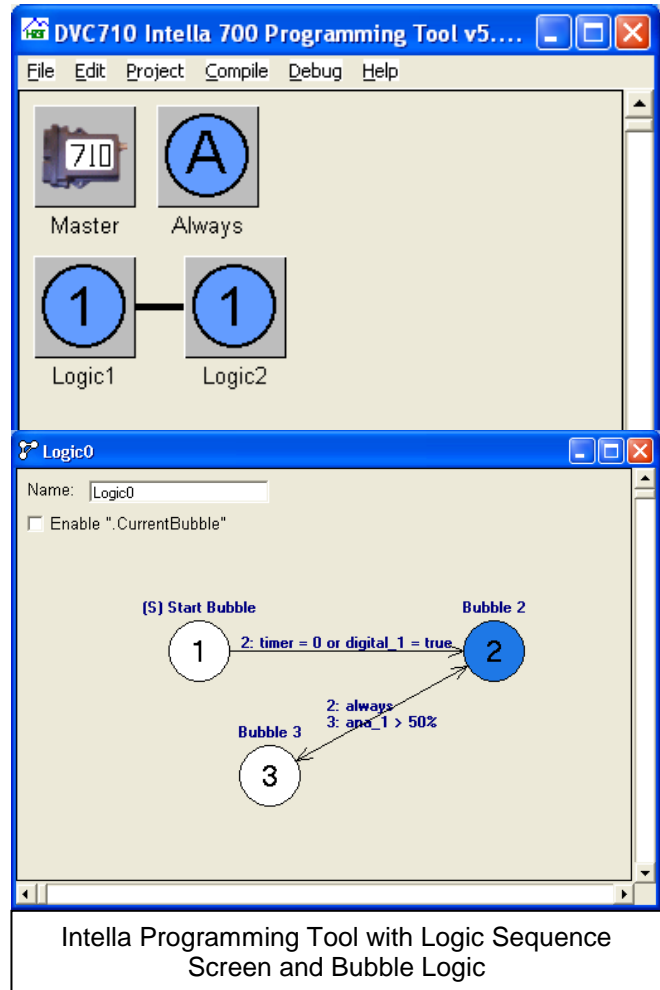 DVC710 Intella 700 Programming Tool v5....
File Edit Project Compile Debug Help
710
A
Master Always
1 1
Logic1 Logic2
Logic0
Name: Logic0
Enable ".CurrentBubble"
(S) Start Bubble Bubble 2
1 2: timer = 0 or digital_1 = true 2
2: always
3: ana_1 > 50%
Bubble 3
3
Intella Programming Tool with Logic Sequence
Screen and Bubble Logic